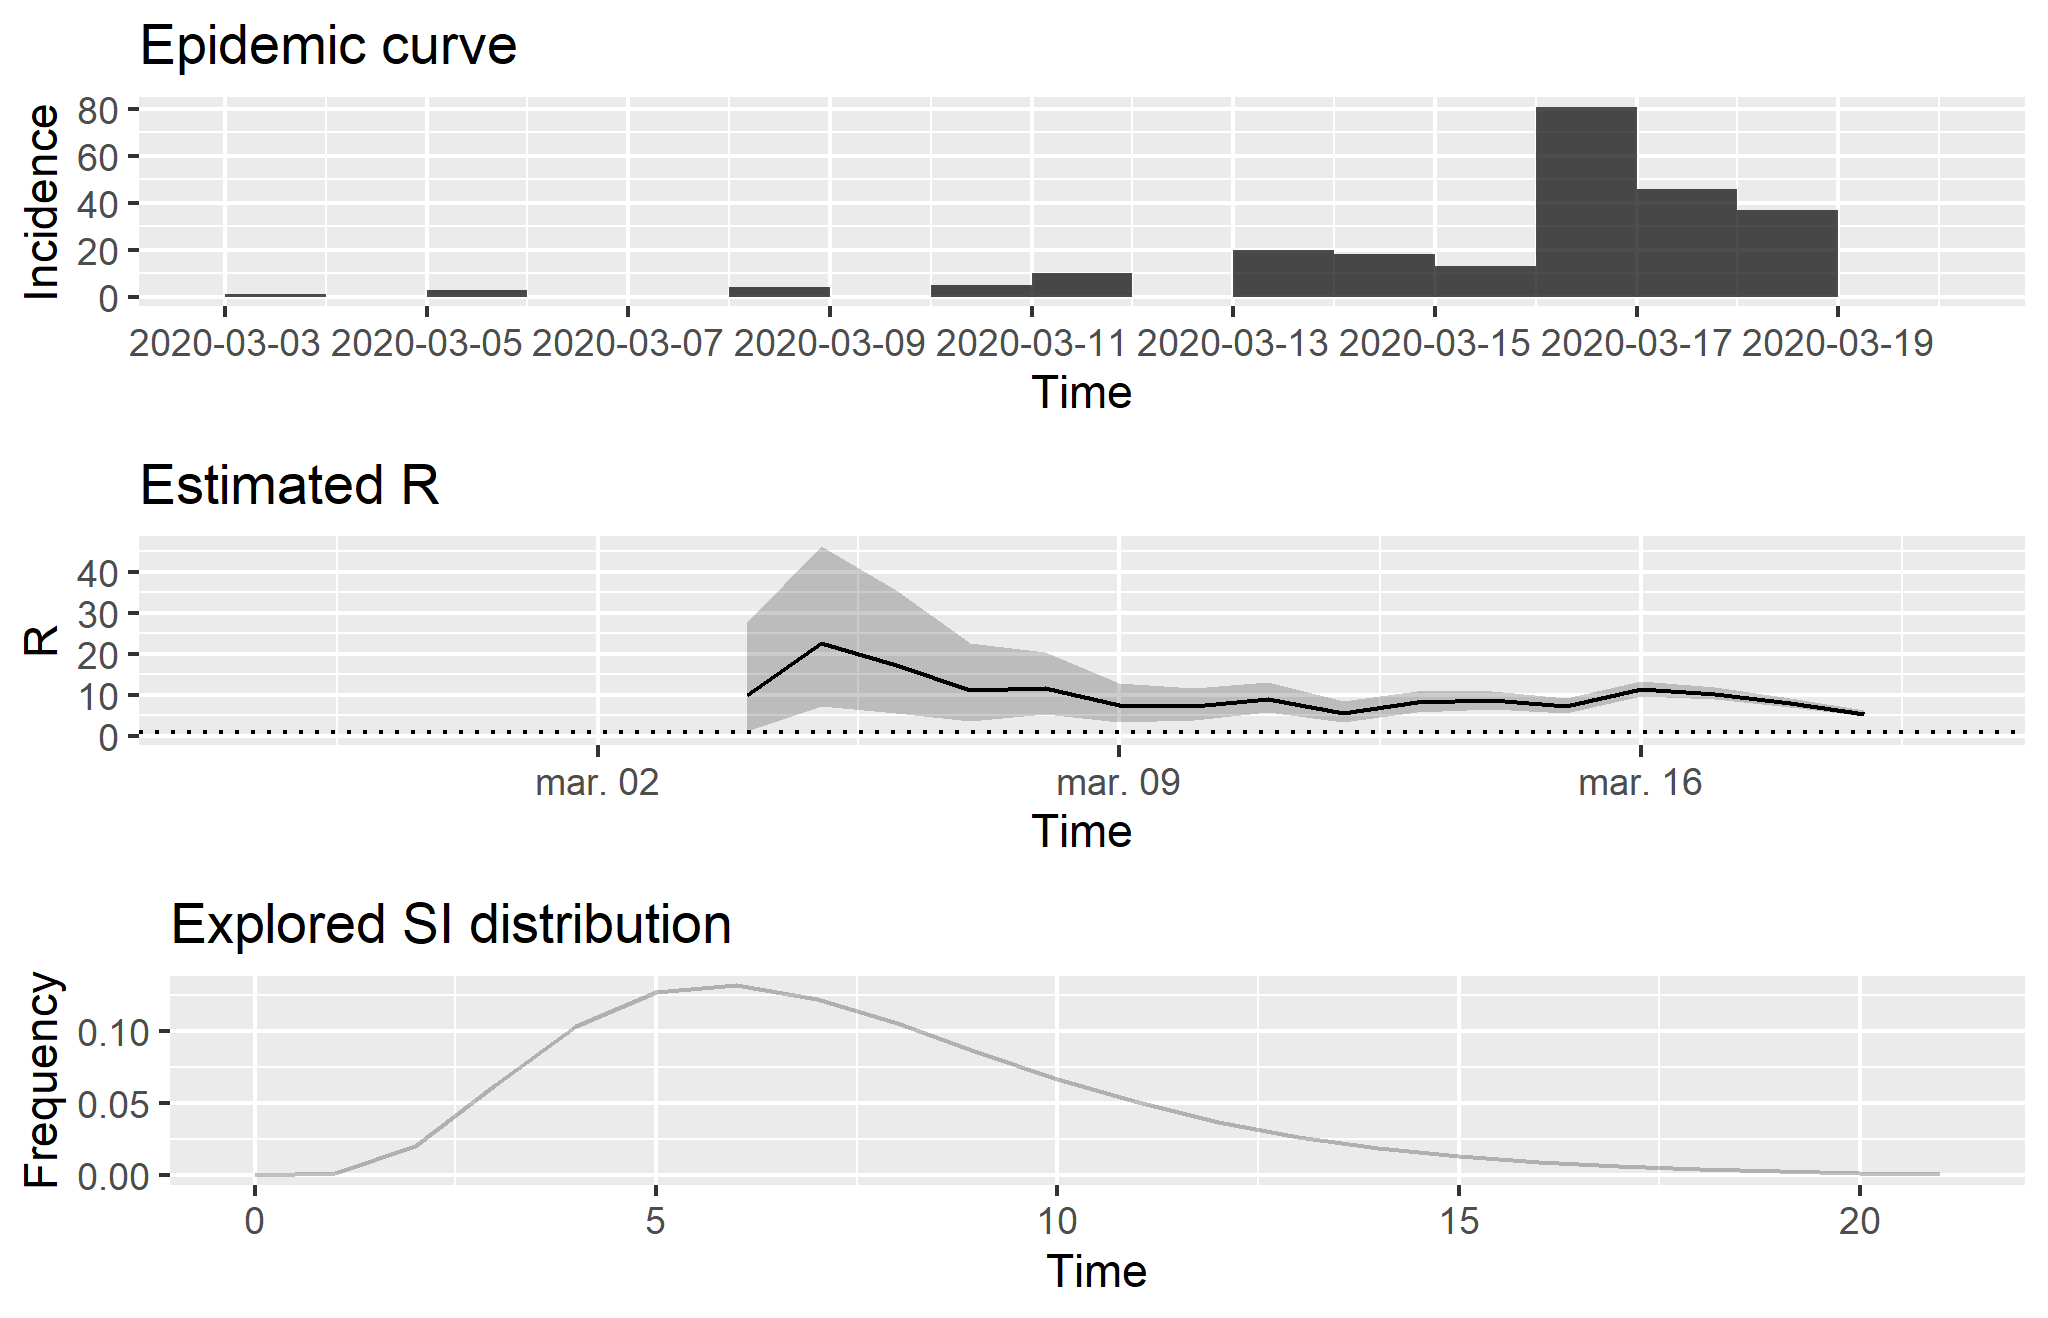 Epidemic curve
Incidence
80
60
40
20
0
2020-03-03 2020-03-05 2020-03-07 2020-03-09 2020-03-11 2020-03-13 2020-03-15 2020-03-17 2020-03-19
Time
Estimated R
R
40
30
20
10
0
mar. 02 mar. 09 mar. 16
Time
Explored SI distribution
Frequency
0.10
0.05
0.00
0 5 10 15 20
Time